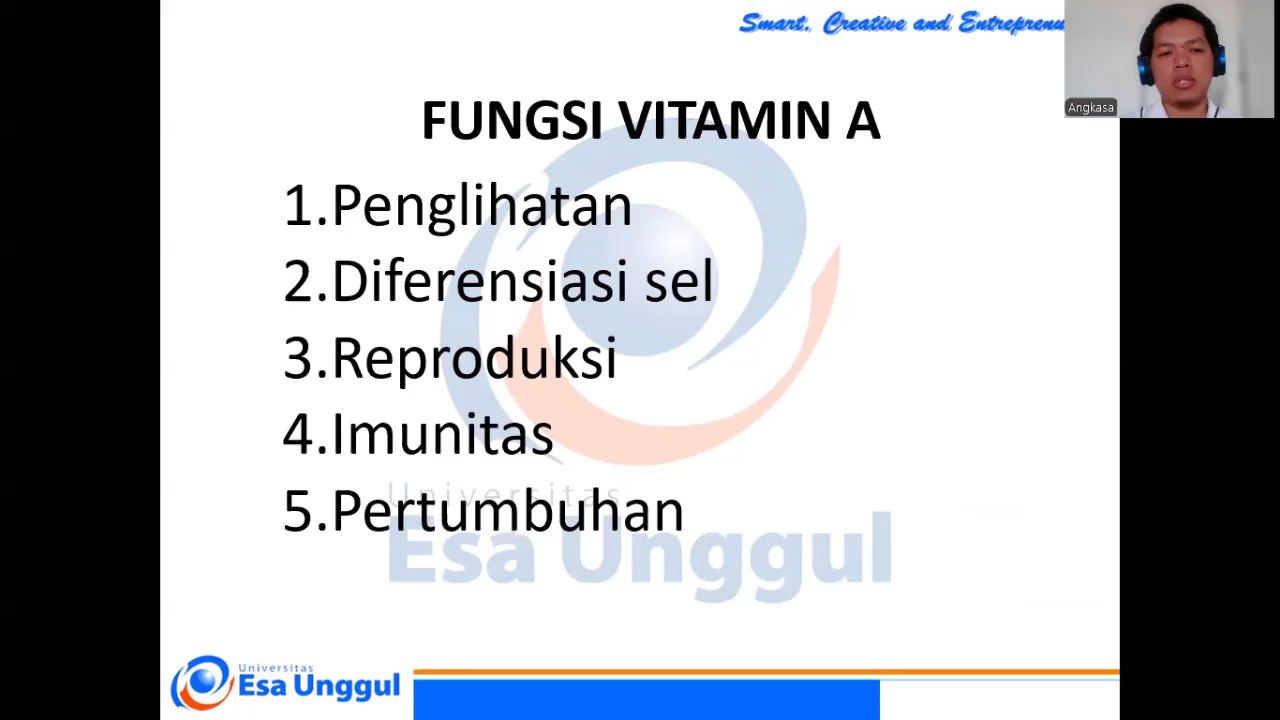 Smart, Creative and Entrepreneu
Angkasa
FUNGSI VITAMIN A
1.Penglihatan
2.Diferensiasi sel
3.Reproduksi
4.Imunitas
5.Pertumbuhan
Universitas
Esa Unggul
Universitas
Esa Unggul